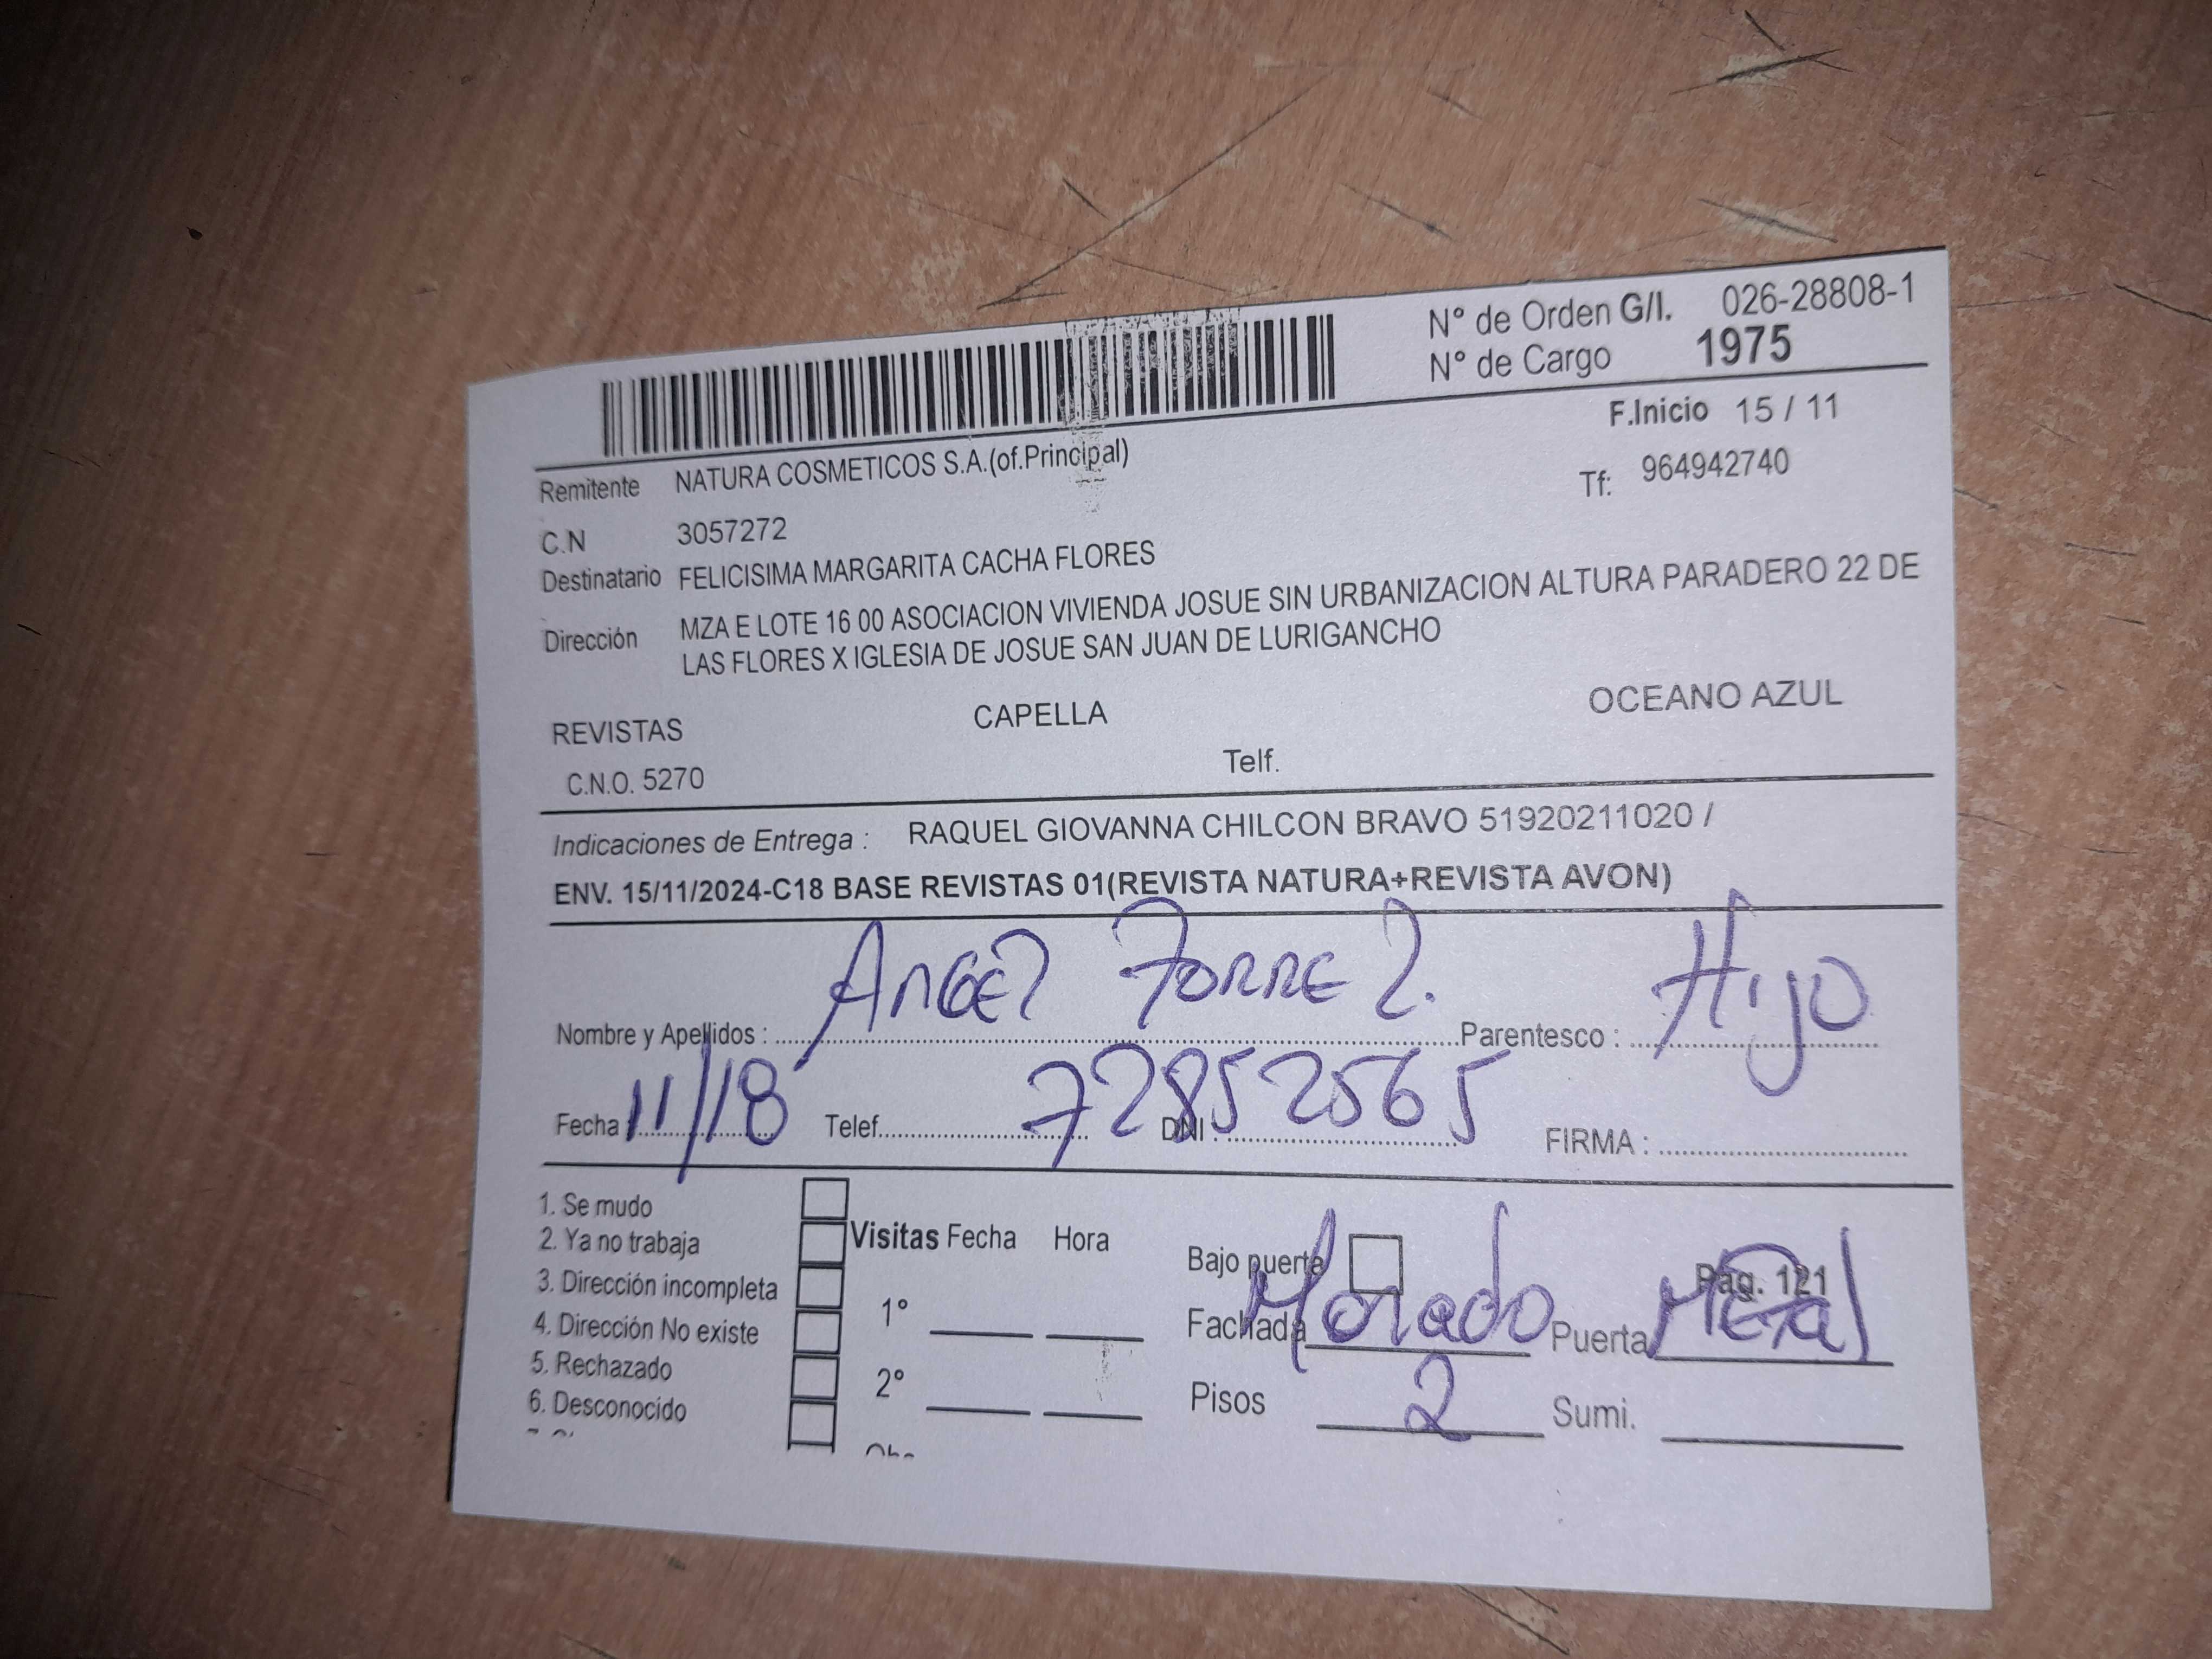 N° de Orden G/I. 026-28808-1
N° de Cargo 1975
F.Inicio 15 / 11
Remitente NATURA COSMETICOS S.A.(of.Principal)
Tf: 964942740
C.N 3057272
Destinatario FELICISIMA MARGARITA CACHA FLORES
Dirección MZA E LOTE 16 00 ASOCIACION VIVIENDA JOSUE SIN URBANIZACION ALTURA PARADERO 22 DE
LAS FLORES X IGLESIA DE JOSUE SAN JUAN DE LURIGANCHO
REVISTAS CAPELLA OCEANO AZUL
C.N.O. 5270 Telf.
Indicaciones de Entrega : RAQUEL GIOVANNA CHILCON BRAVO 51920211020 /
ENV. 15/11/2024-C18 BASE REVISTAS 01(REVISTA NATURA+REVISTA AVON)
Nombre y Apellidos : Angel Torre Parentesco : Hijo
Fecha 11/18 Telef. DNI : 72852565 FIRMA :
1. Se mudo
2. Ya no trabaja Visitas Fecha Hora Bajo puerta Pag. 121
3. Dirección incompleta
4. Dirección No existe 1° Fachada Morado Puerta Metal
5. Rechazado
6. Desconocido 2° Pisos 2 Sumi.